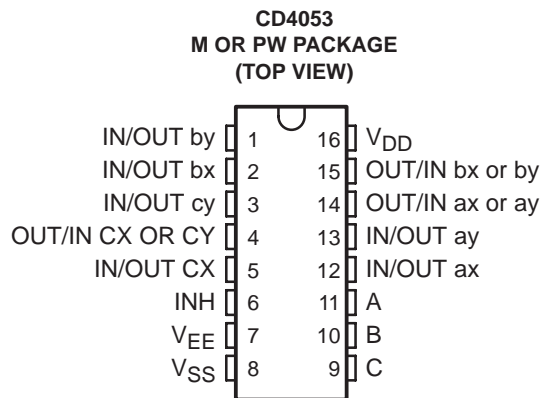 CD4053
M OR PW PACKAGE
(TOP VIEW)
IN/OUT by 1 16 VDD
IN/OUT bx 2 15 OUT/IN bx or by
IN/OUT cy 3 14 OUT/IN ax or ay
OUT/IN CX OR CY 4 13 IN/OUT ay
IN/OUT CX 5 12 IN/OUT ax
INH 6 11 A
VEE 7 10 B
VSS 8 9 C